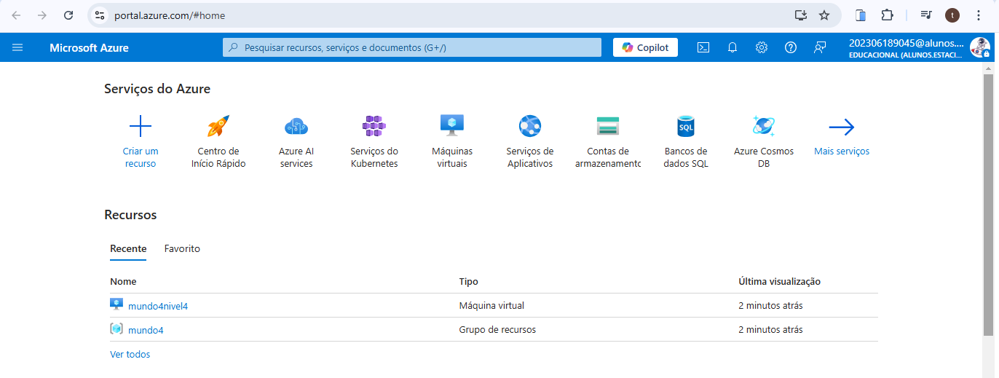 portal.azure.com/#home
t
Microsoft Azure
Pesquisar recursos, serviços e documentos (G+/)
Copilot
202306189045@alunos....
EDUCACIONAL (ALUNOS.ESTACI...
Serviços do Azure
Criar um
recurso
Centro de
Início Rápido
Azure AI
services
Serviços do
Kubernetes
Máquinas
virtuais
Serviços de
Aplicativos
Contas de
armazenamento
SQL
Bancos de
dados SQL
Azure Cosmos
DB
Mais serviços
Recursos
Recente
Favorito
Nome
Tipo
Última visualização
mundo4nivel4
Máquina virtual
2 minutos atrás
mundo4
Grupo de recursos
2 minutos atrás
Ver todos